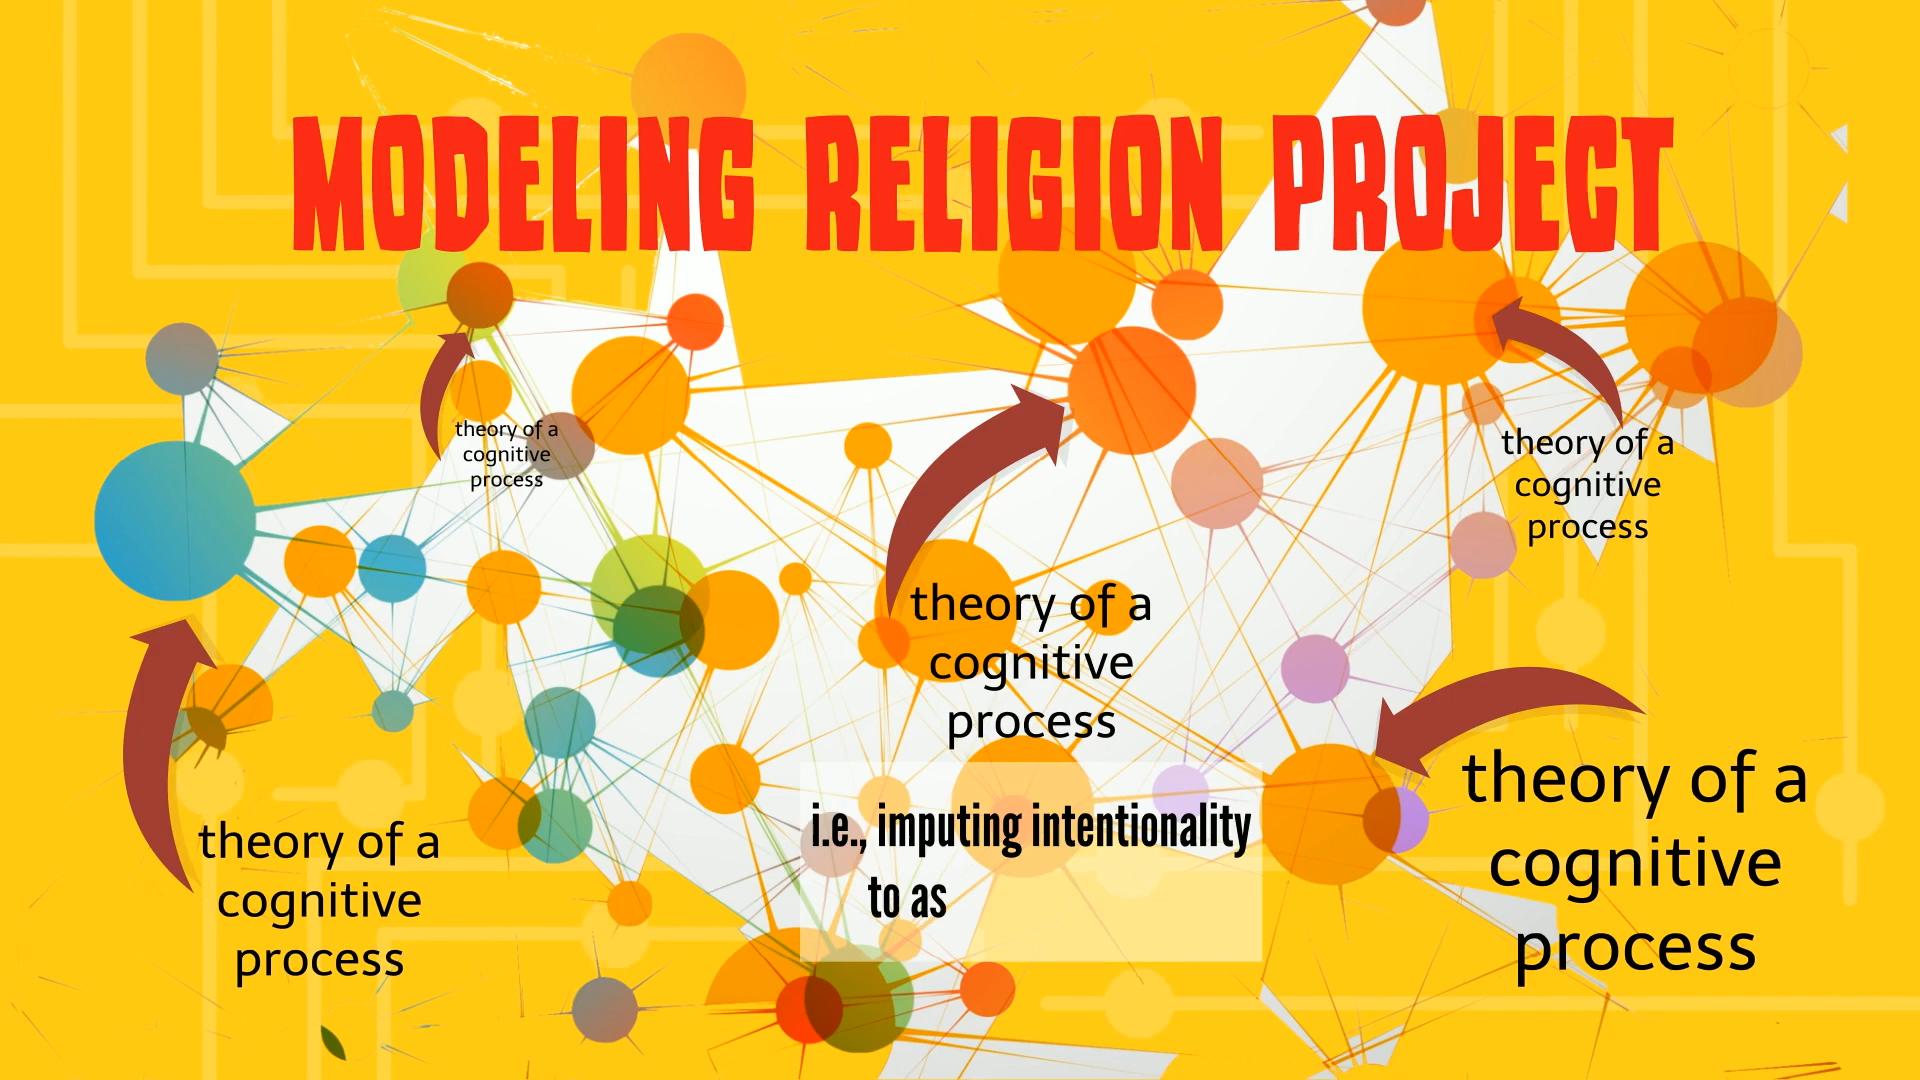 MODELING RELIGION PROJECT
theory of a
cognitive
process
theory of a
cognitive
process
theory of a
cognitive
process
theory of a
cognitive
process
i.e., imputing intentionality
to as
theory of a
cognitive
process